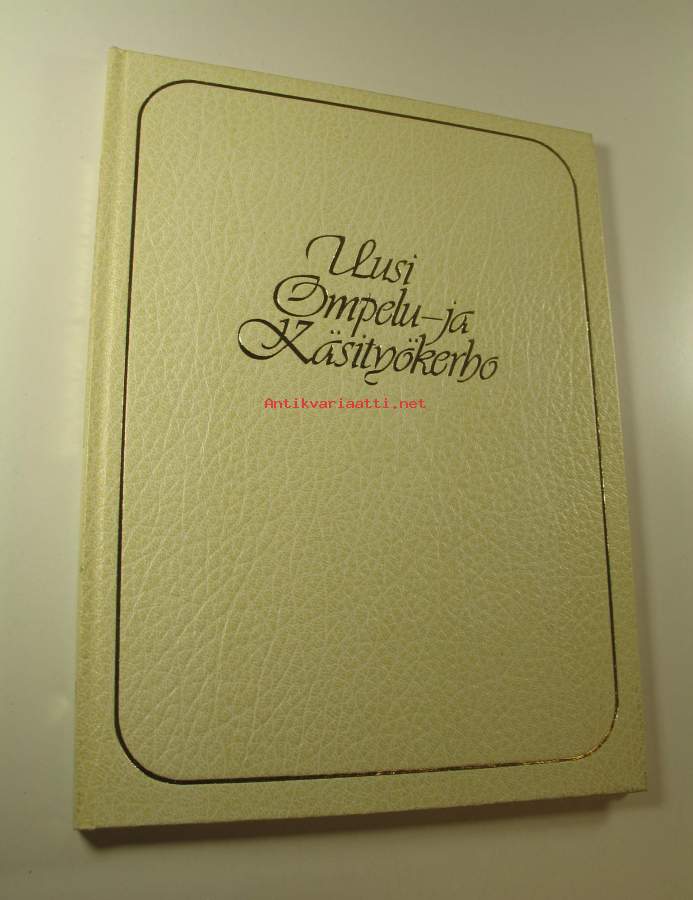 Uusi
Ompelu-ja
Käsityökerho
Antikvariaatti.net